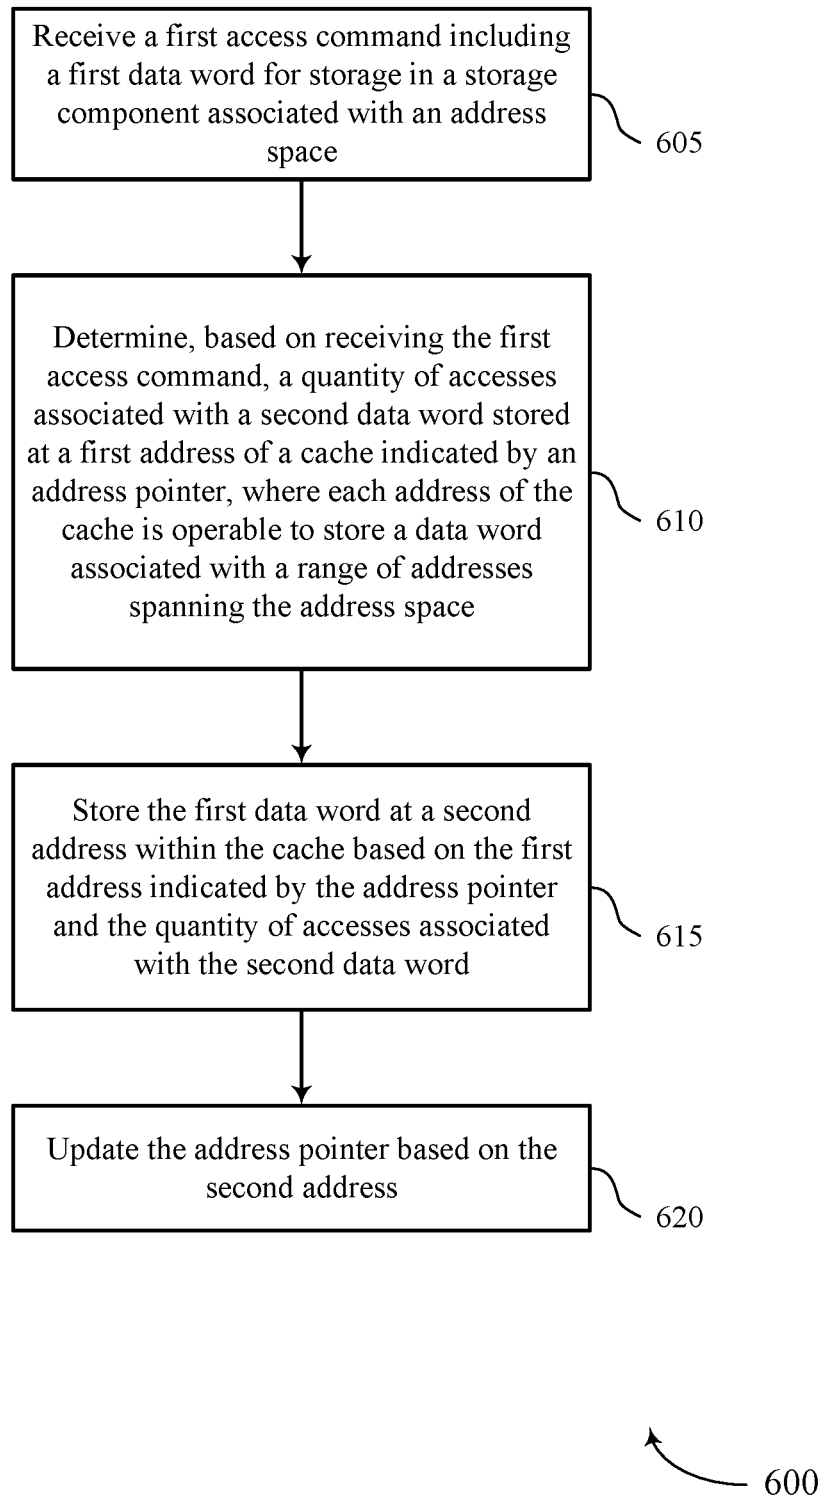 Receive a first access command including
a first data word for storage in a storage
component associated with an address
space
605
Determine, based on receiving the first
access command, a quantity of accesses
associated with a second data word stored
at a first address of a cache indicated by an
address pointer, where each address of the
cache is operable to store a data word
associated with a range of addresses
spanning the address space
610
Store the first data word at a second
address within the cache based on the first
address indicated by the address pointer
and the quantity of accesses associated
with the second data word
615
Update the address pointer based on the
second address
620
600